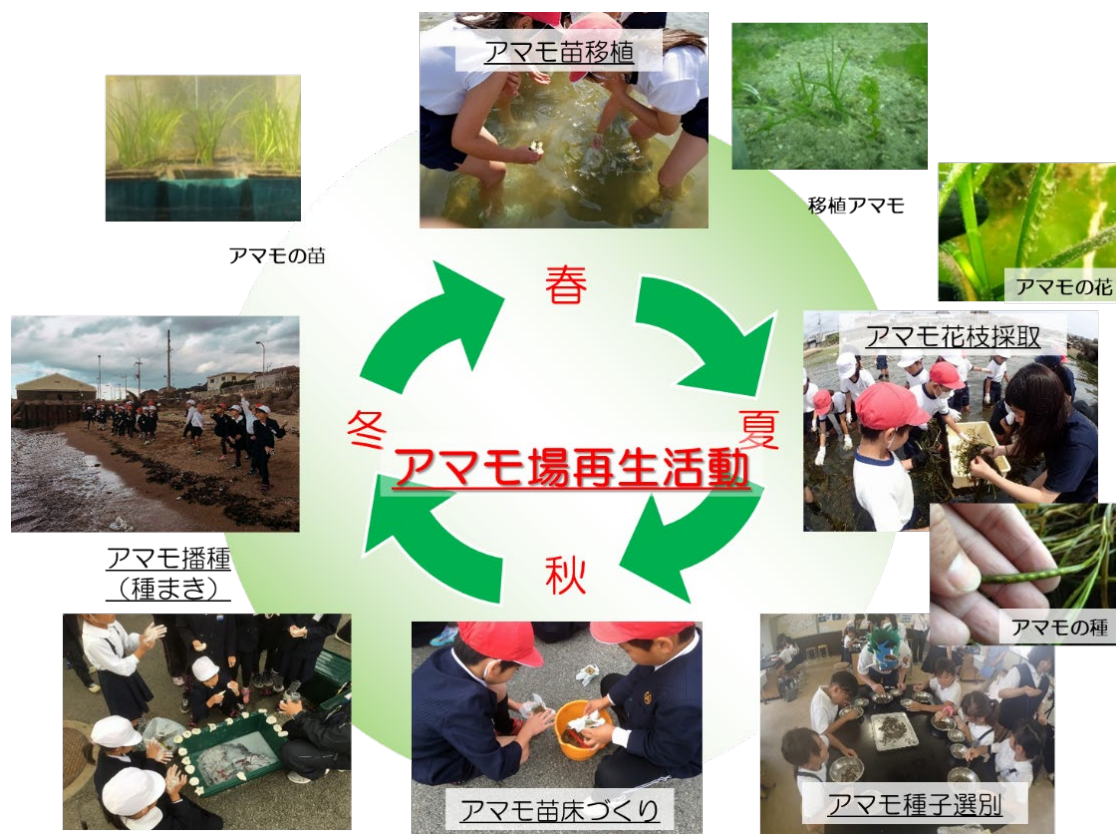 アマモ苗移植
移植アマモ
アマモの苗
アマモの花
春
アマモ花枝採取
夏
冬
アマモ場再生活動
秋
アマモ播種
（種まき）
アマモの種
アマモ苗床づくり
アマモ種子選別